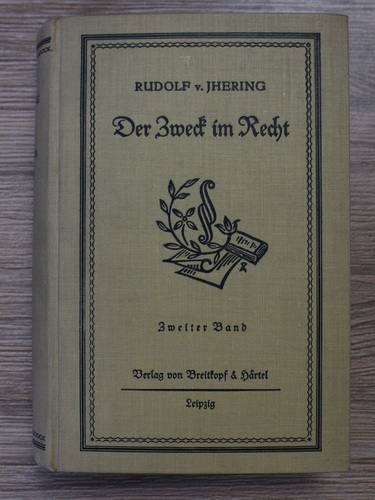 RUDOLF v. JHERING
Der Zweck im Recht
Zweiter Band
Verlag von Breitkopf & Härtel
Leipzig